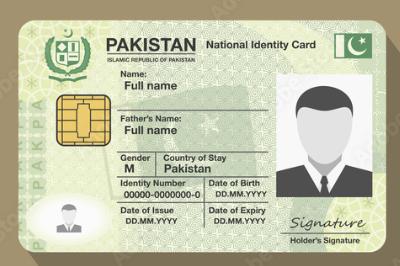 PAKISTAN National Identity Card
ISLAMIC REPUBLIC OF PAKISTAN
Name:
Full name
Father's Name:
Full name
Gender Country of Stay
M Pakistan
Identity Number Date of Birth
00000-0000000-0 DD.MM.YYYY
Date of Issue Date of Expiry
DD.MM.YYYY DD.MM.YYYY
Signature
Holder's Signature